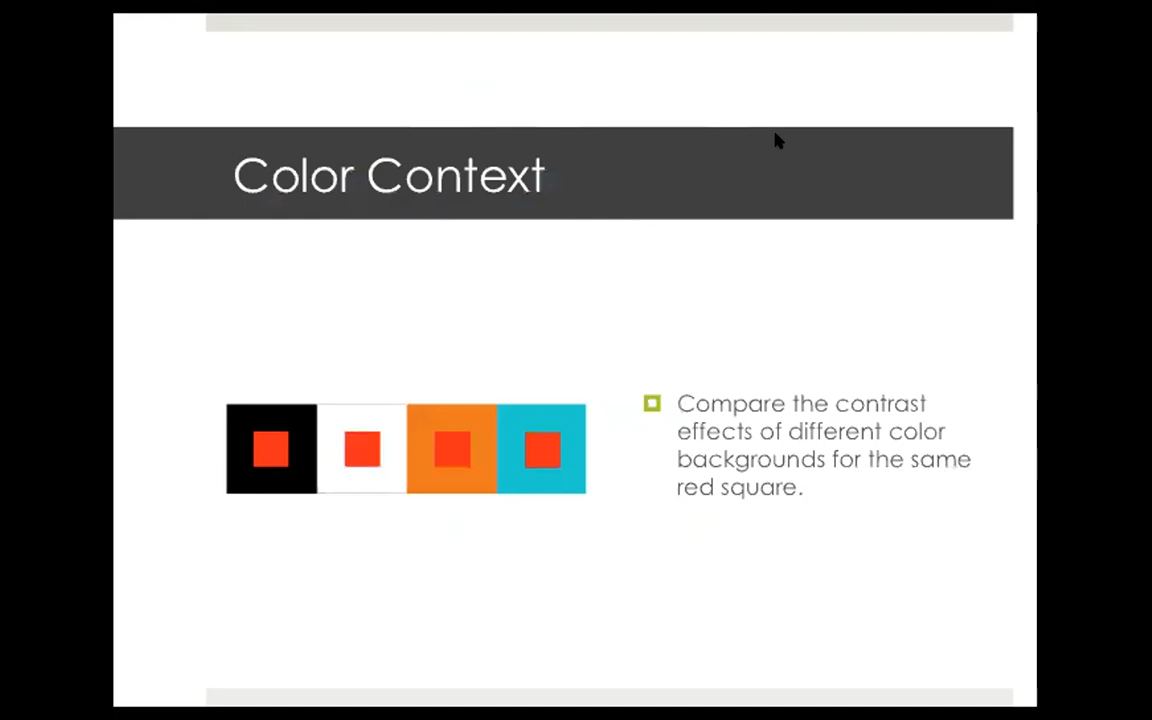 Color Context
Compare the contrast
effects of different color
backgrounds for the same
red square.